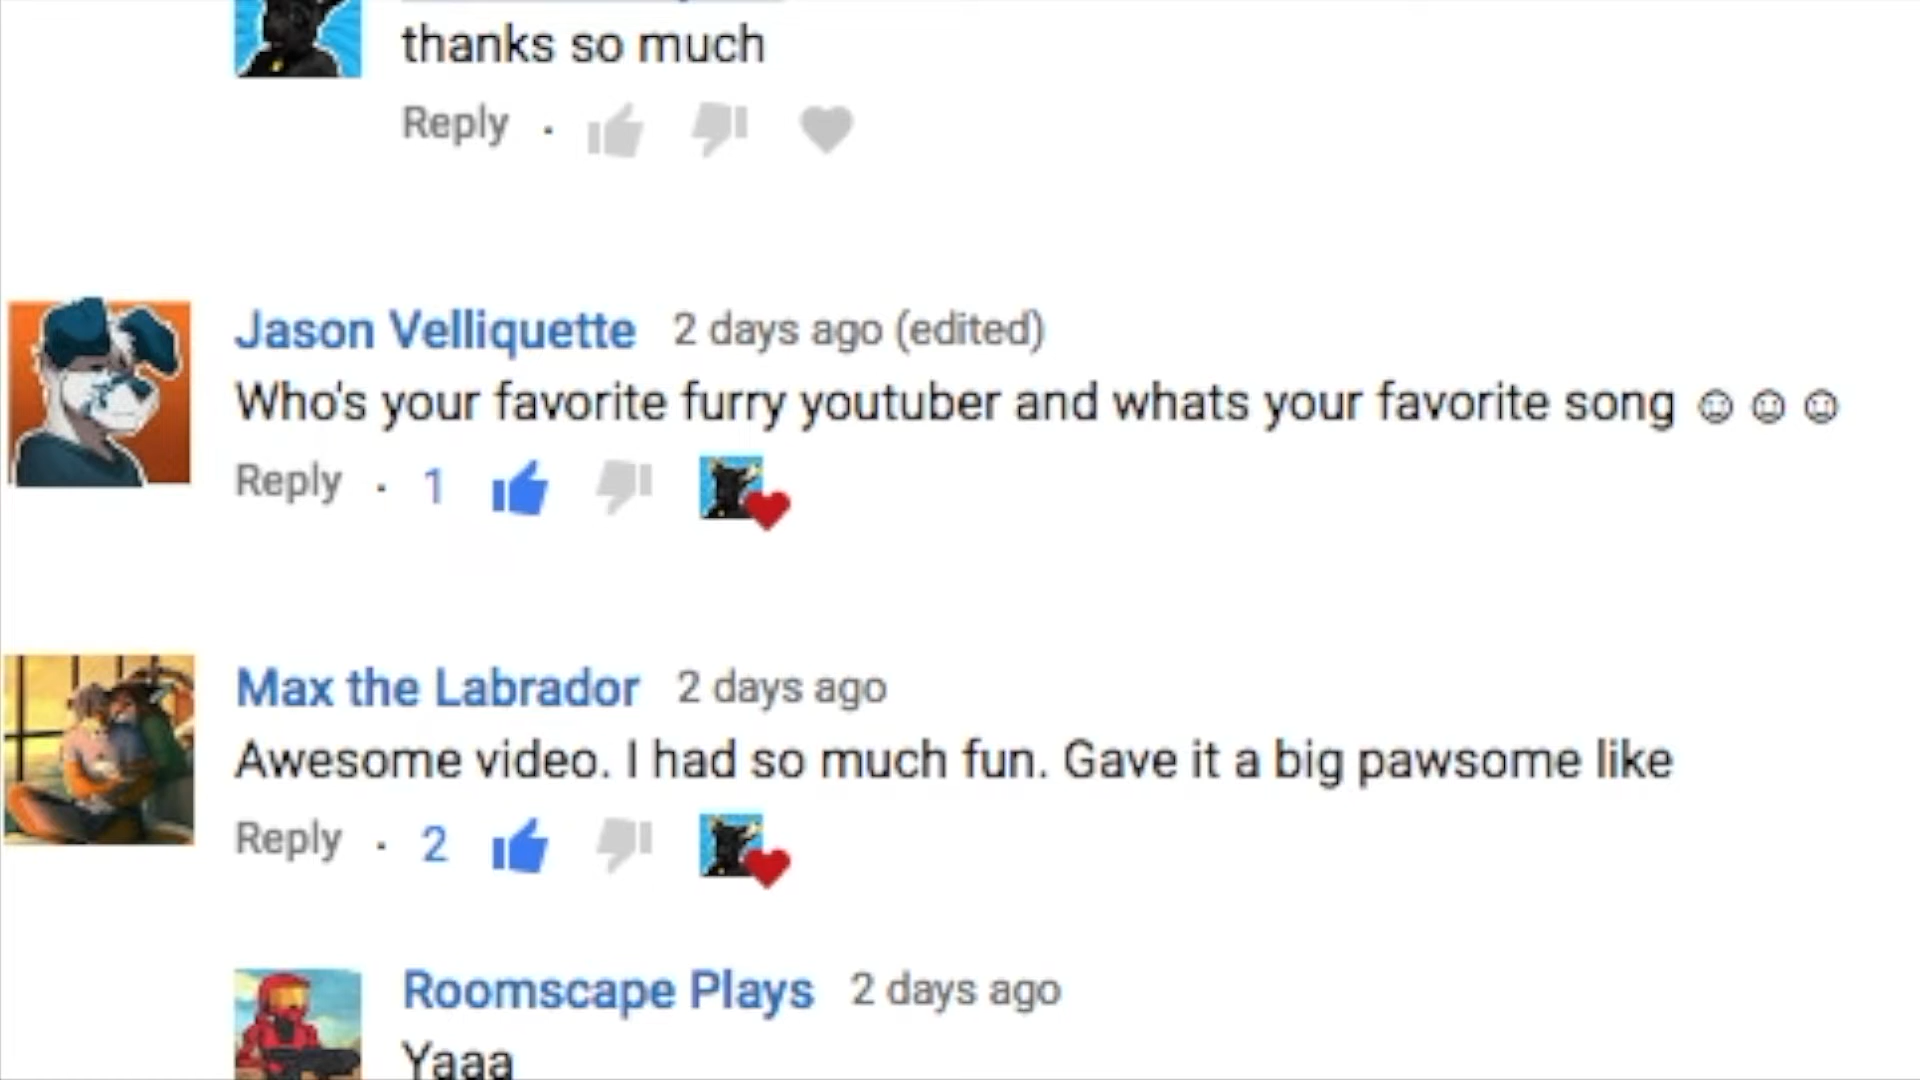 thanks so much
Reply ·
Jason Velliquette 2 days ago (edited)
Who's your favorite furry youtuber and whats your favorite song ☺☺☺
Reply · 1
Max the Labrador 2 days ago
Awesome video. I had so much fun. Gave it a big pawsome like
Reply · 2
Roomscape Plays 2 days ago
Yaaa